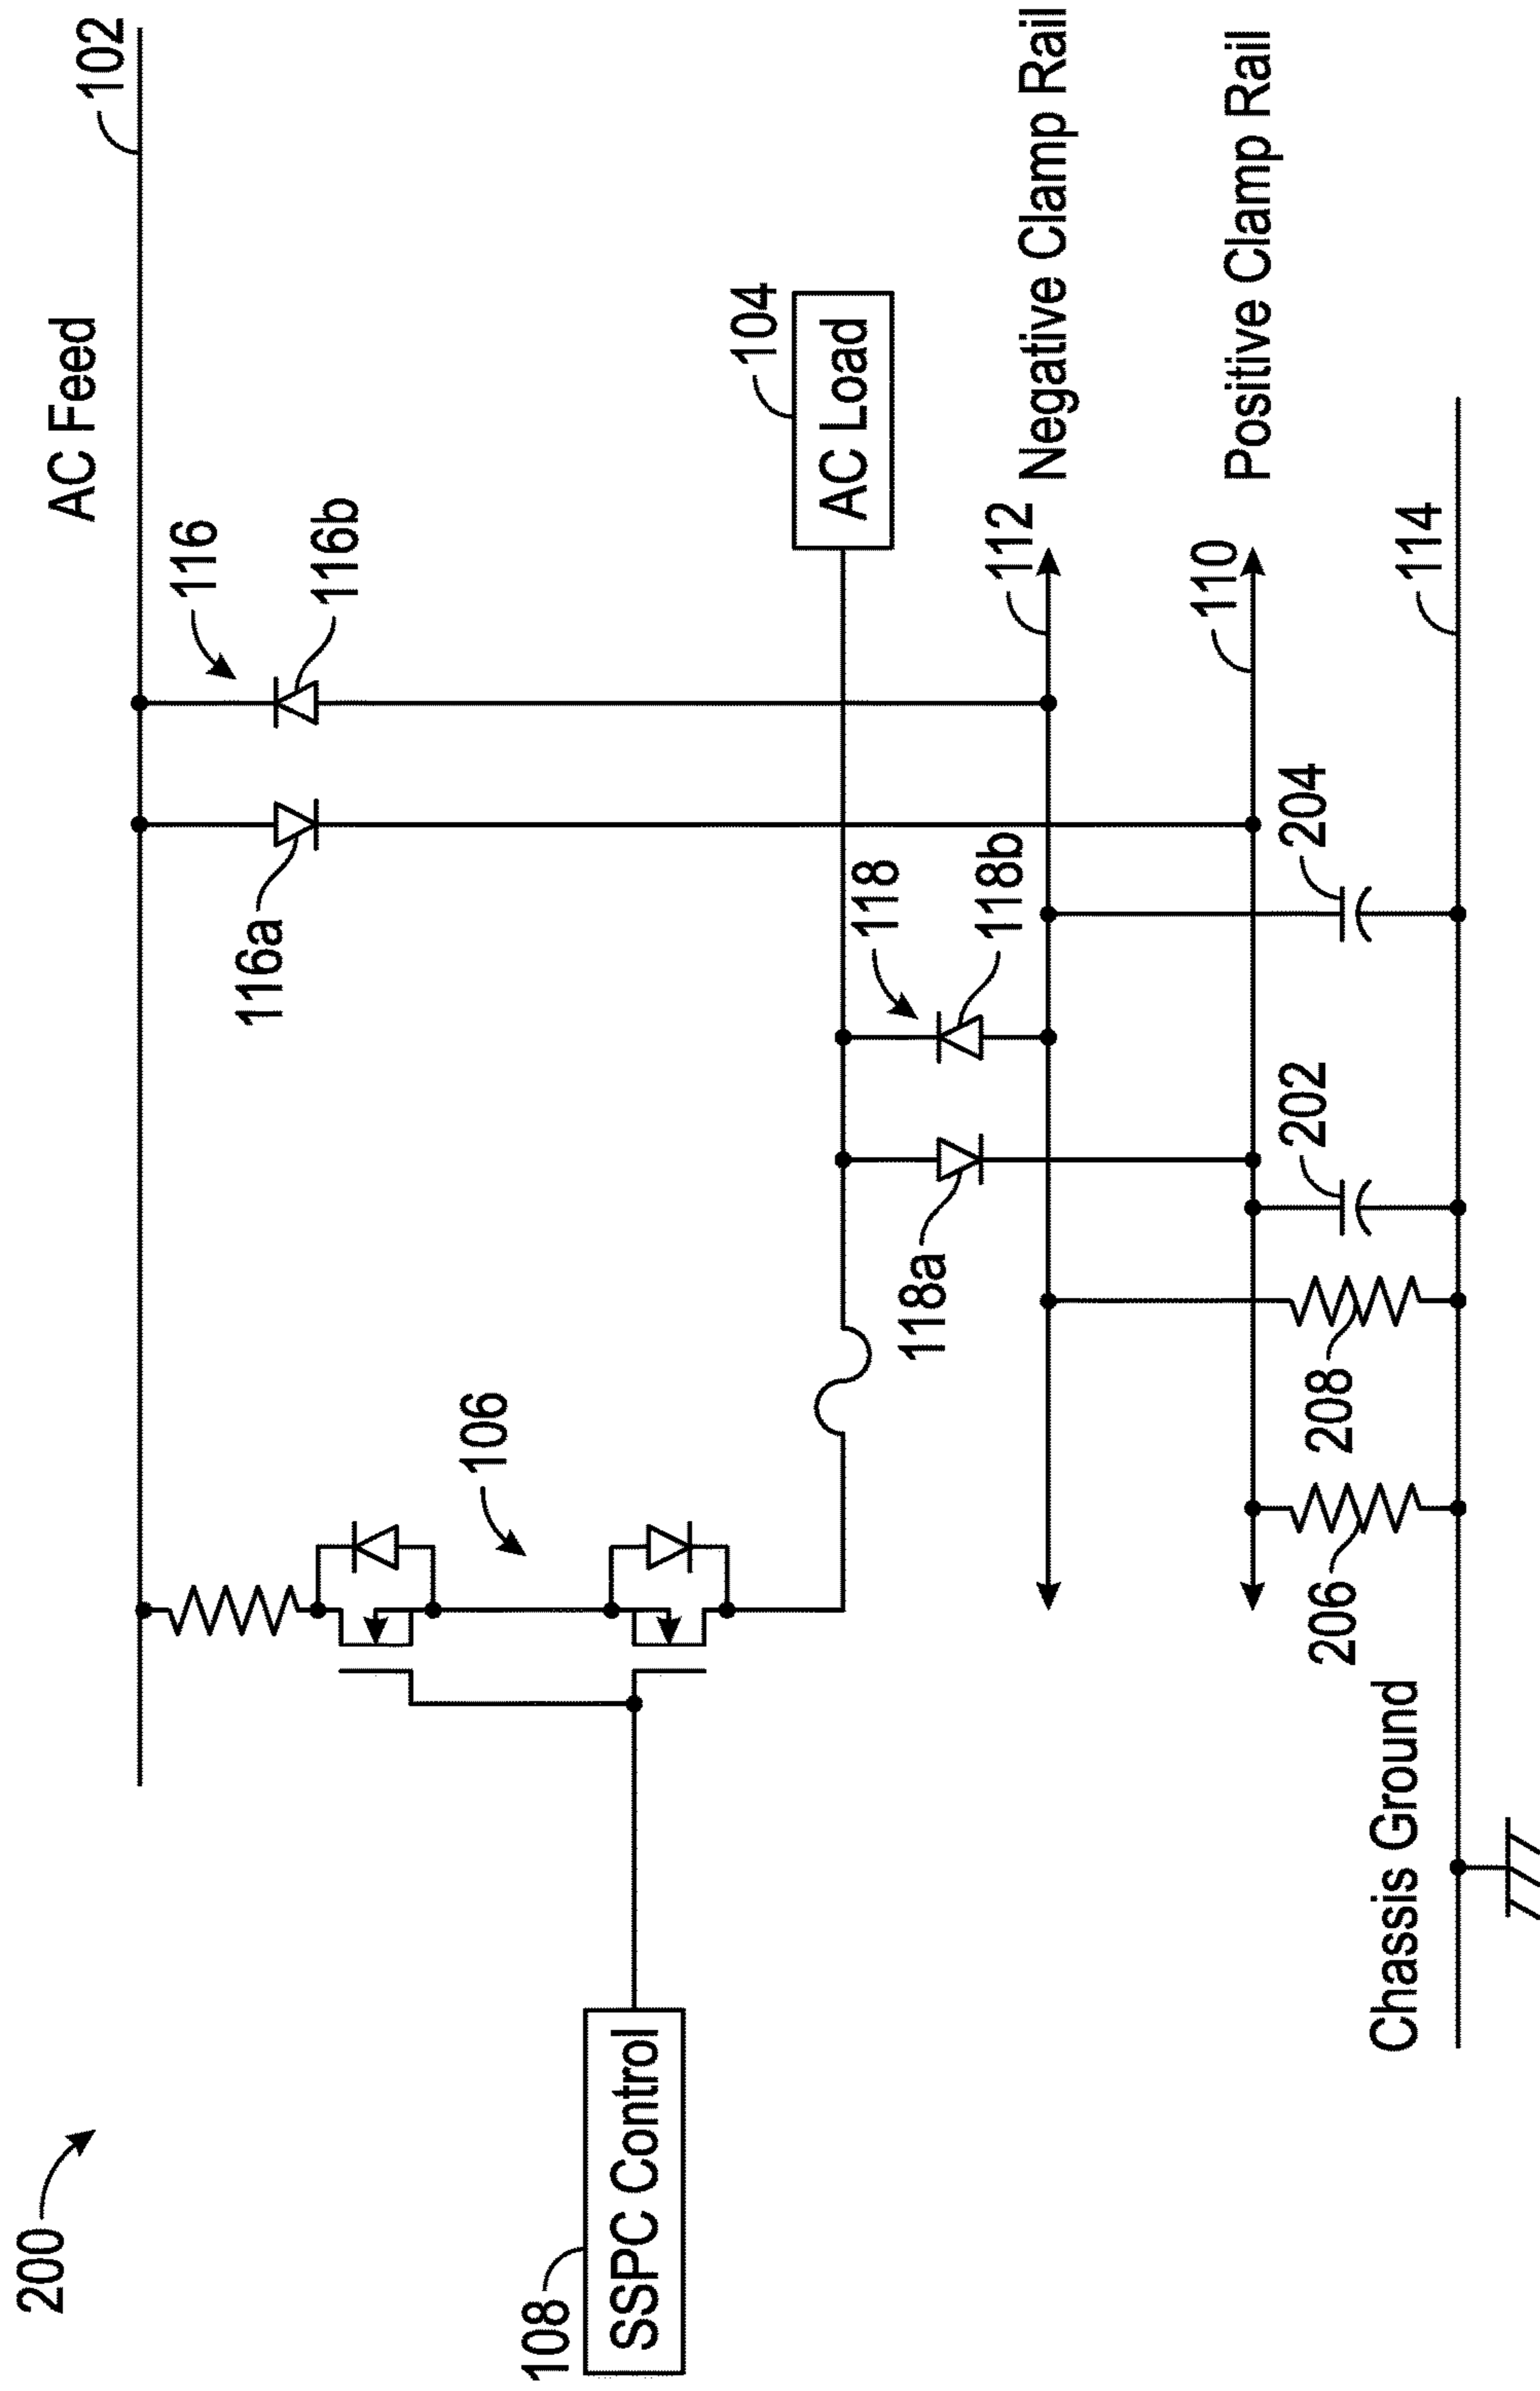 200
AC Feed
102
116
116b
116a
106
108
SSPC Control
104
AC Load
118
118b
118a
112
Negative Clamp Rail
110
Positive Clamp Rail
204
202
208
206
114
Chassis Ground